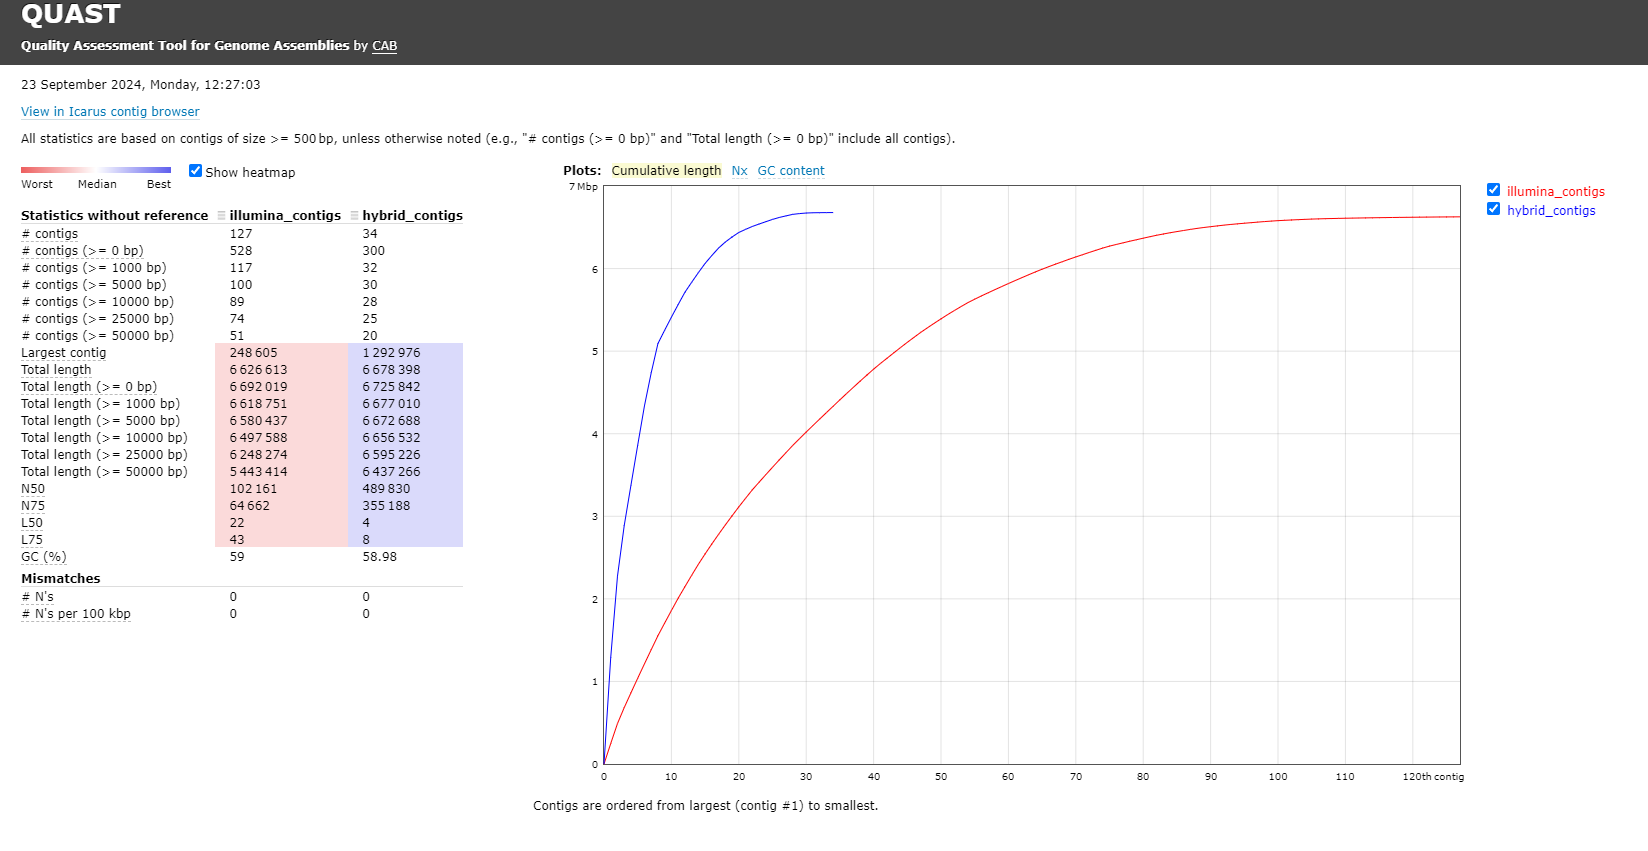 QUAST
Quality Assessment Tool for Genome Assemblies by CAB
23 September 2024, Monday, 12:27:03
View in Icarus contig browser
All statistics are based on contigs of size >= 500 bp, unless otherwise noted (e.g., "# contigs (>= 0 bp)" and "Total length (>= 0 bp)" include all contigs).
Worst Median Best
Show heatmap
Statistics without reference illumina_contigs hybrid_contigs
# contigs 127 34
# contigs (>= 0 bp) 528 300
# contigs (>= 1000 bp) 117 32
# contigs (>= 5000 bp) 100 30
# contigs (>= 10000 bp) 89 28
# contigs (>= 25000 bp) 74 25
# contigs (>= 50000 bp) 51 20
Largest contig 248 605 1 292 976
Total length 6 626 613 6 678 398
Total length (>= 0 bp) 6 692 019 6 725 842
Total length (>= 1000 bp) 6 618 751 6 677 010
Total length (>= 5000 bp) 6 580 437 6 672 688
Total length (>= 10000 bp) 6 497 588 6 656 532
Total length (>= 25000 bp) 6 248 274 6 595 226
Total length (>= 50000 bp) 5 443 414 6 437 266
N50 102 161 489 830
N75 64 662 355 188
L50 22 4
L75 43 8
GC (%) 59 58.98
Mismatches
# N's 0 0
# N's per 100 kbp 0 0
Plots: Cumulative length Nx GC content
7 Mbp
6
5
4
3
2
1
0
0 10 20 30 40 50 60 70 80 90 100 110 120th contig
Contigs are ordered from largest (contig #1) to smallest.
illumina_contigs
hybrid_contigs